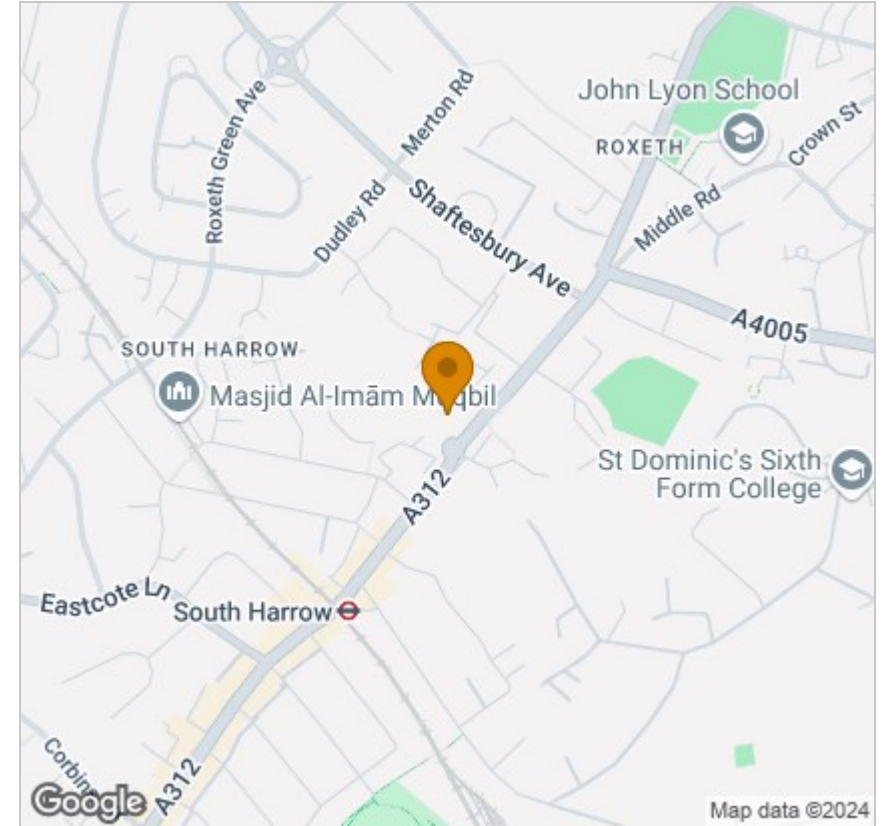 John Lyon School
ROXETH
Crown St
Merton Rd
Roxeth Green Ave
Middle Rd
Dudley Rd
Shaftesbury Ave
A4005
SOUTH HARROW
Masjid Al-Imām
St Dominic's Sixth
Form College
A312
Eastcote Ln
South Harrow
A312
Google
Map data ©2024